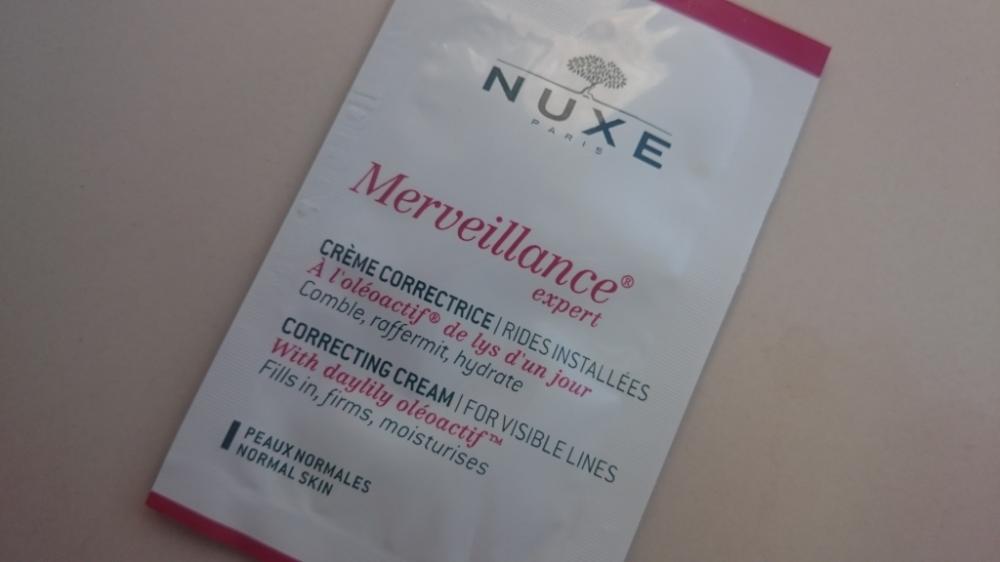 NUXE
PARIS
Merveillance®
expert
CRÈME CORRECTRICE | RIDES INSTALLÉES
À l'oléoactif® de lys d'un jour
Comble, raffermit, hydrate
CORRECTING CREAM | FOR VISIBLE LINES
With daylily oléoactif™
Fills in, firms, moisturises
PEAUX NORMALES
NORMAL SKIN